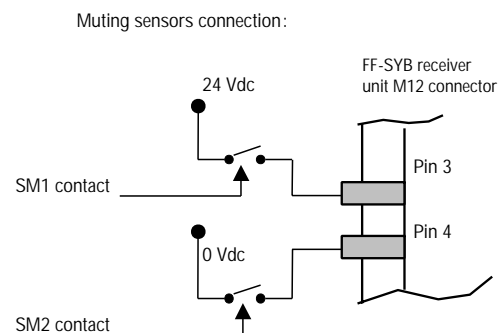 Muting sensors connection:
FF-SYB receiver
unit M12 connector
24 Vdc
Pin 3
SM1 contact
Pin 4
0 Vdc
SM2 contact